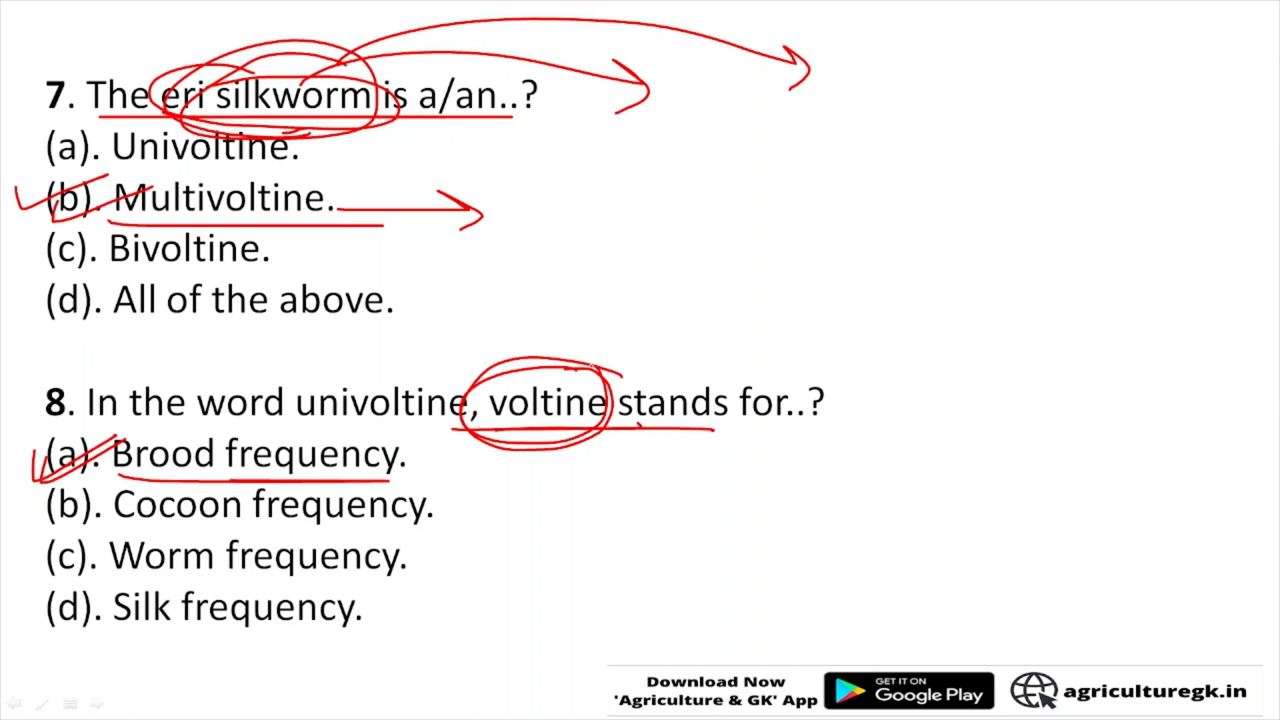 7. The eri silkworm is a/an..?
(a). Univoltine.
(b). Multivoltine.
(c). Bivoltine.
(d). All of the above.
8. In the word univoltine, voltine stands for..?
(a). Brood frequency.
(b). Cocoon frequency.
(c). Worm frequency.
(d). Silk frequency.
Download Now
'Agriculture & GK' App
GET IT ON
Google Play
agriculturegk.in